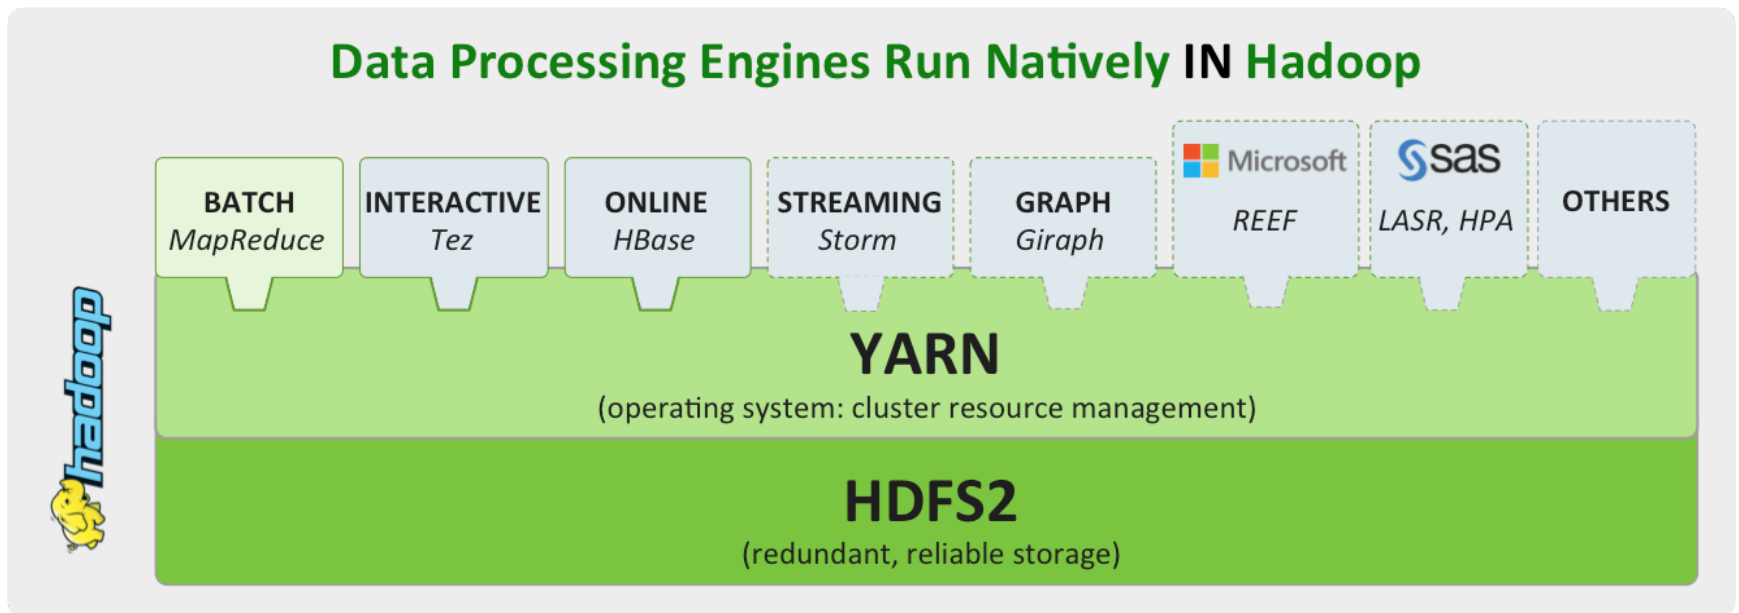 Data Processing Engines Run Natively IN Hadoop
BATCH
MapReduce
INTERACTIVE
Tez
ONLINE
HBase
STREAMING
Storm
GRAPH
Giraph
Microsoft
REEF
sas
LASR, HPA
OTHERS
hadoop
YARN
(operating system: cluster resource management)
HDFS2
(redundant, reliable storage)